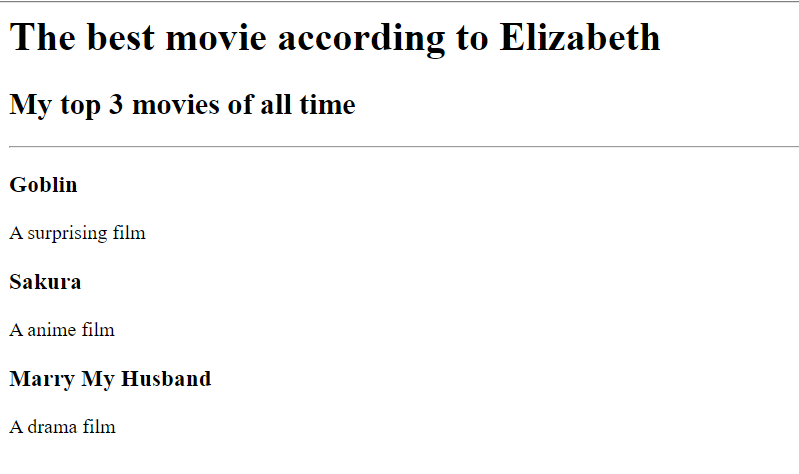 The best movie according to Elizabeth
My top 3 movies of all time
Goblin
A surprising film
Sakura
A anime film
Marry My Husband
A drama film